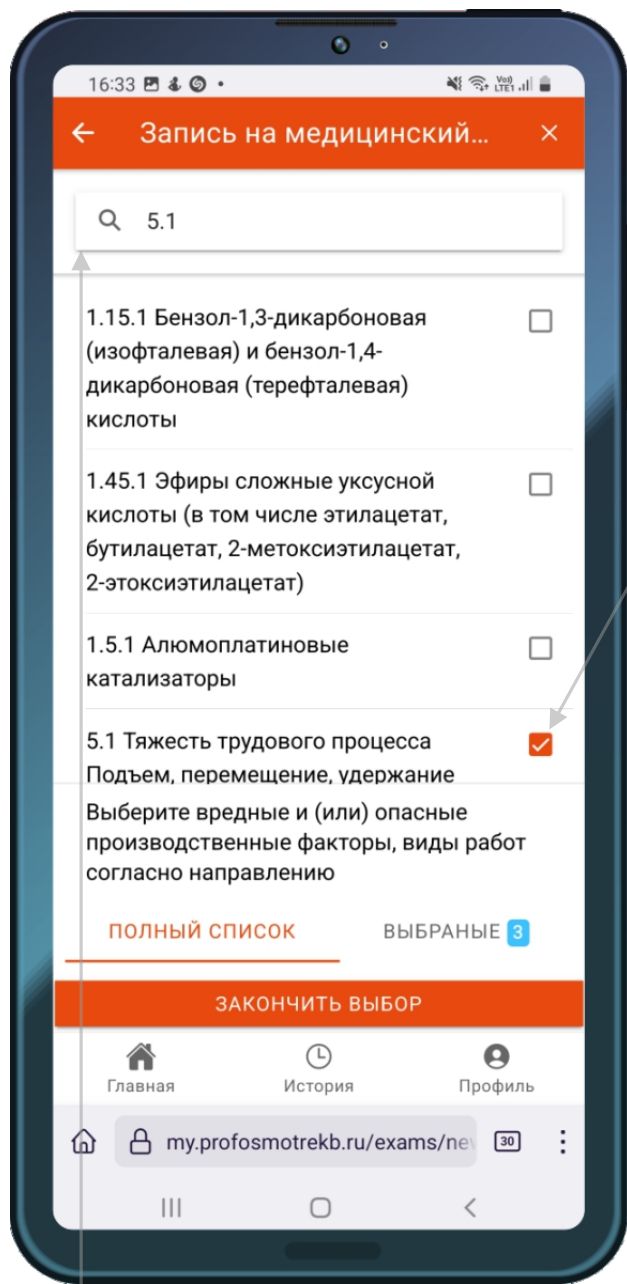 16:33
Vo))
LTE1
Запись на медицинский...
5.1
1.15.1 Бензол-1,3-дикарбоновая
(изофталевая) и бензол-1,4-
дикарбоновая (терефталевая)
кислоты
1.45.1 Эфиры сложные уксусной
кислоты (в том числе этилацетат,
бутилацетат, 2-метоксиэтилацетат,
2-этоксиэтилацетат)
1.5.1 Алюмоплатиновые
катализаторы
5.1 Тяжесть трудового процесса
Подъем, перемещение, удержание
Выберите вредные и (или) опасные
производственные факторы, виды работ
согласно направлению
ПОЛНЫЙ СПИСОК ВЫБРАНЫЕ 3
ЗАКОНЧИТЬ ВЫБОР
Главная История Профиль
my.profosmotrekb.ru/exams/ne 30